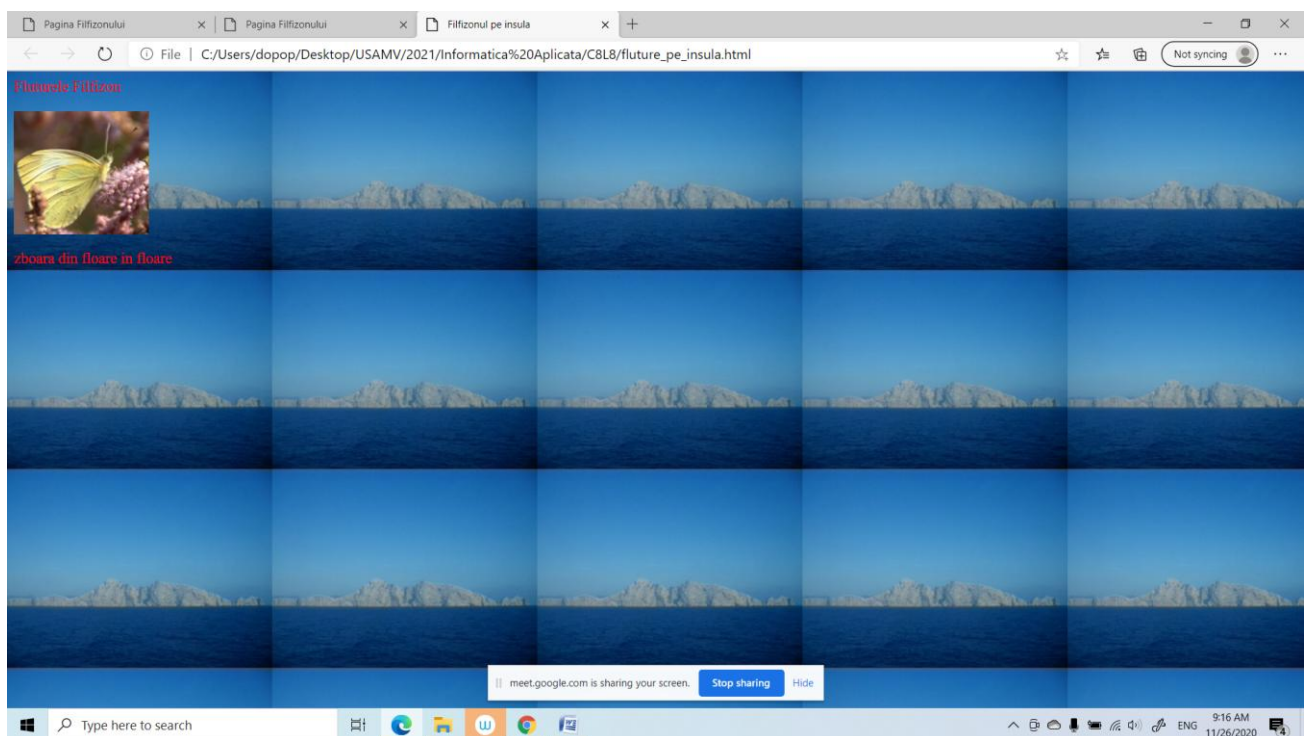 Pagina Filfizonului
Pagina Filfizonului
Filfizonul pe insula
File | C:/Users/dopop/Desktop/USAMV/2021/Informatica%20Aplicata/C8L8/fluture_pe_insula.html
Not syncing
Fluturele Filfizon
zboara din floare in floare
meet.google.com is sharing your screen. Stop sharing Hide
Type here to search
ENG
9:16 AM
11/26/2020
4